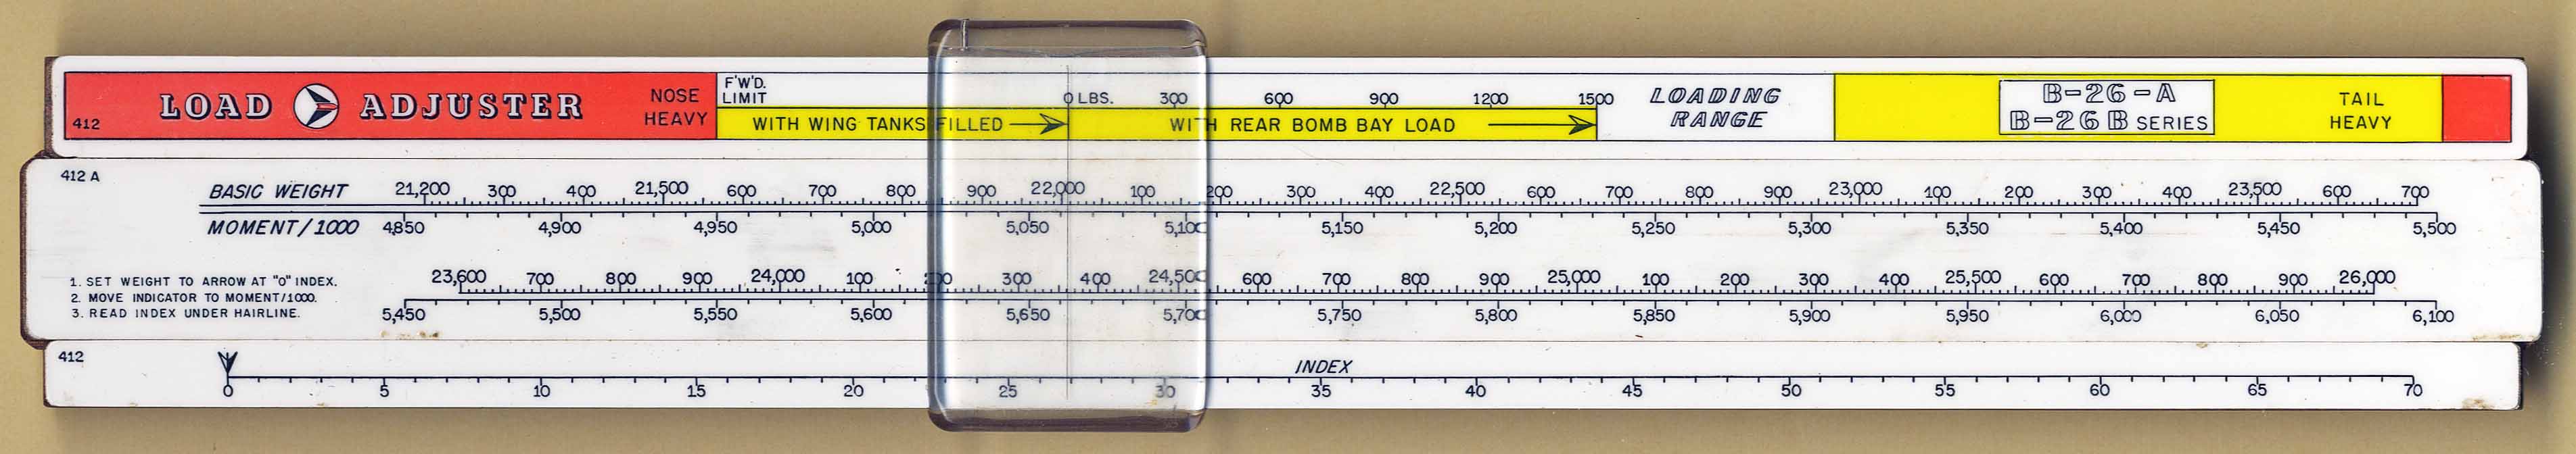 LOAD ADJUSTER
412
NOSE
HEAVY
F'W'D.
LIMIT
WITH WING TANKS FILLED
0 LBS. 300 600 900 1200 1500
WITH REAR BOMB BAY LOAD
LOADING
RANGE
B-26-A
B-26B SERIES
TAIL
HEAVY
412 A
BASIC WEIGHT 21,200 300 400 21,500 600 700 800 900 22,000 100 200 300 400 22,500 600 700 800 900 23,000 100 200 300 400 23,500 600 700
MOMENT/1000 4,850 4,900 4,950 5,000 5,050 5,100 5,150 5,200 5,250 5,300 5,350 5,400 5,450 5,500
1. SET WEIGHT TO ARROW AT "O" INDEX.
2. MOVE INDICATOR TO MOMENT/1000.
3. READ INDEX UNDER HAIRLINE.
23,600 700 800 900 24,000 100 200 300 400 24,500 600 700 800 900 25,000 100 200 300 400 25,500 600 700 800 900 26,000
5,450 5,500 5,550 5,600 5,650 5,700 5,750 5,800 5,850 5,900 5,950 6,000 6,050 6,100
412
INDEX
0 5 10 15 20 25 30 35 40 45 50 55 60 65 70